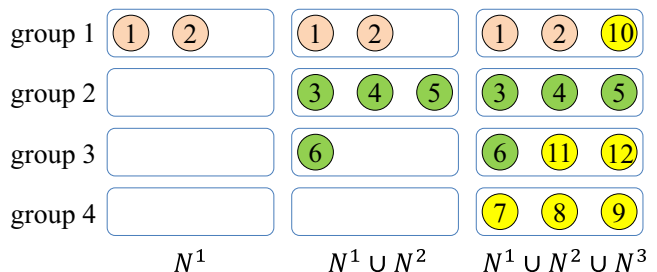 group 1 1 2 1 2 1 2 10
group 2 3 4 5 3 4 5
group 3 6 6 11 12
group 4 7 8 9
N¹ N¹ ∪ N² N¹ ∪ N² ∪ N³